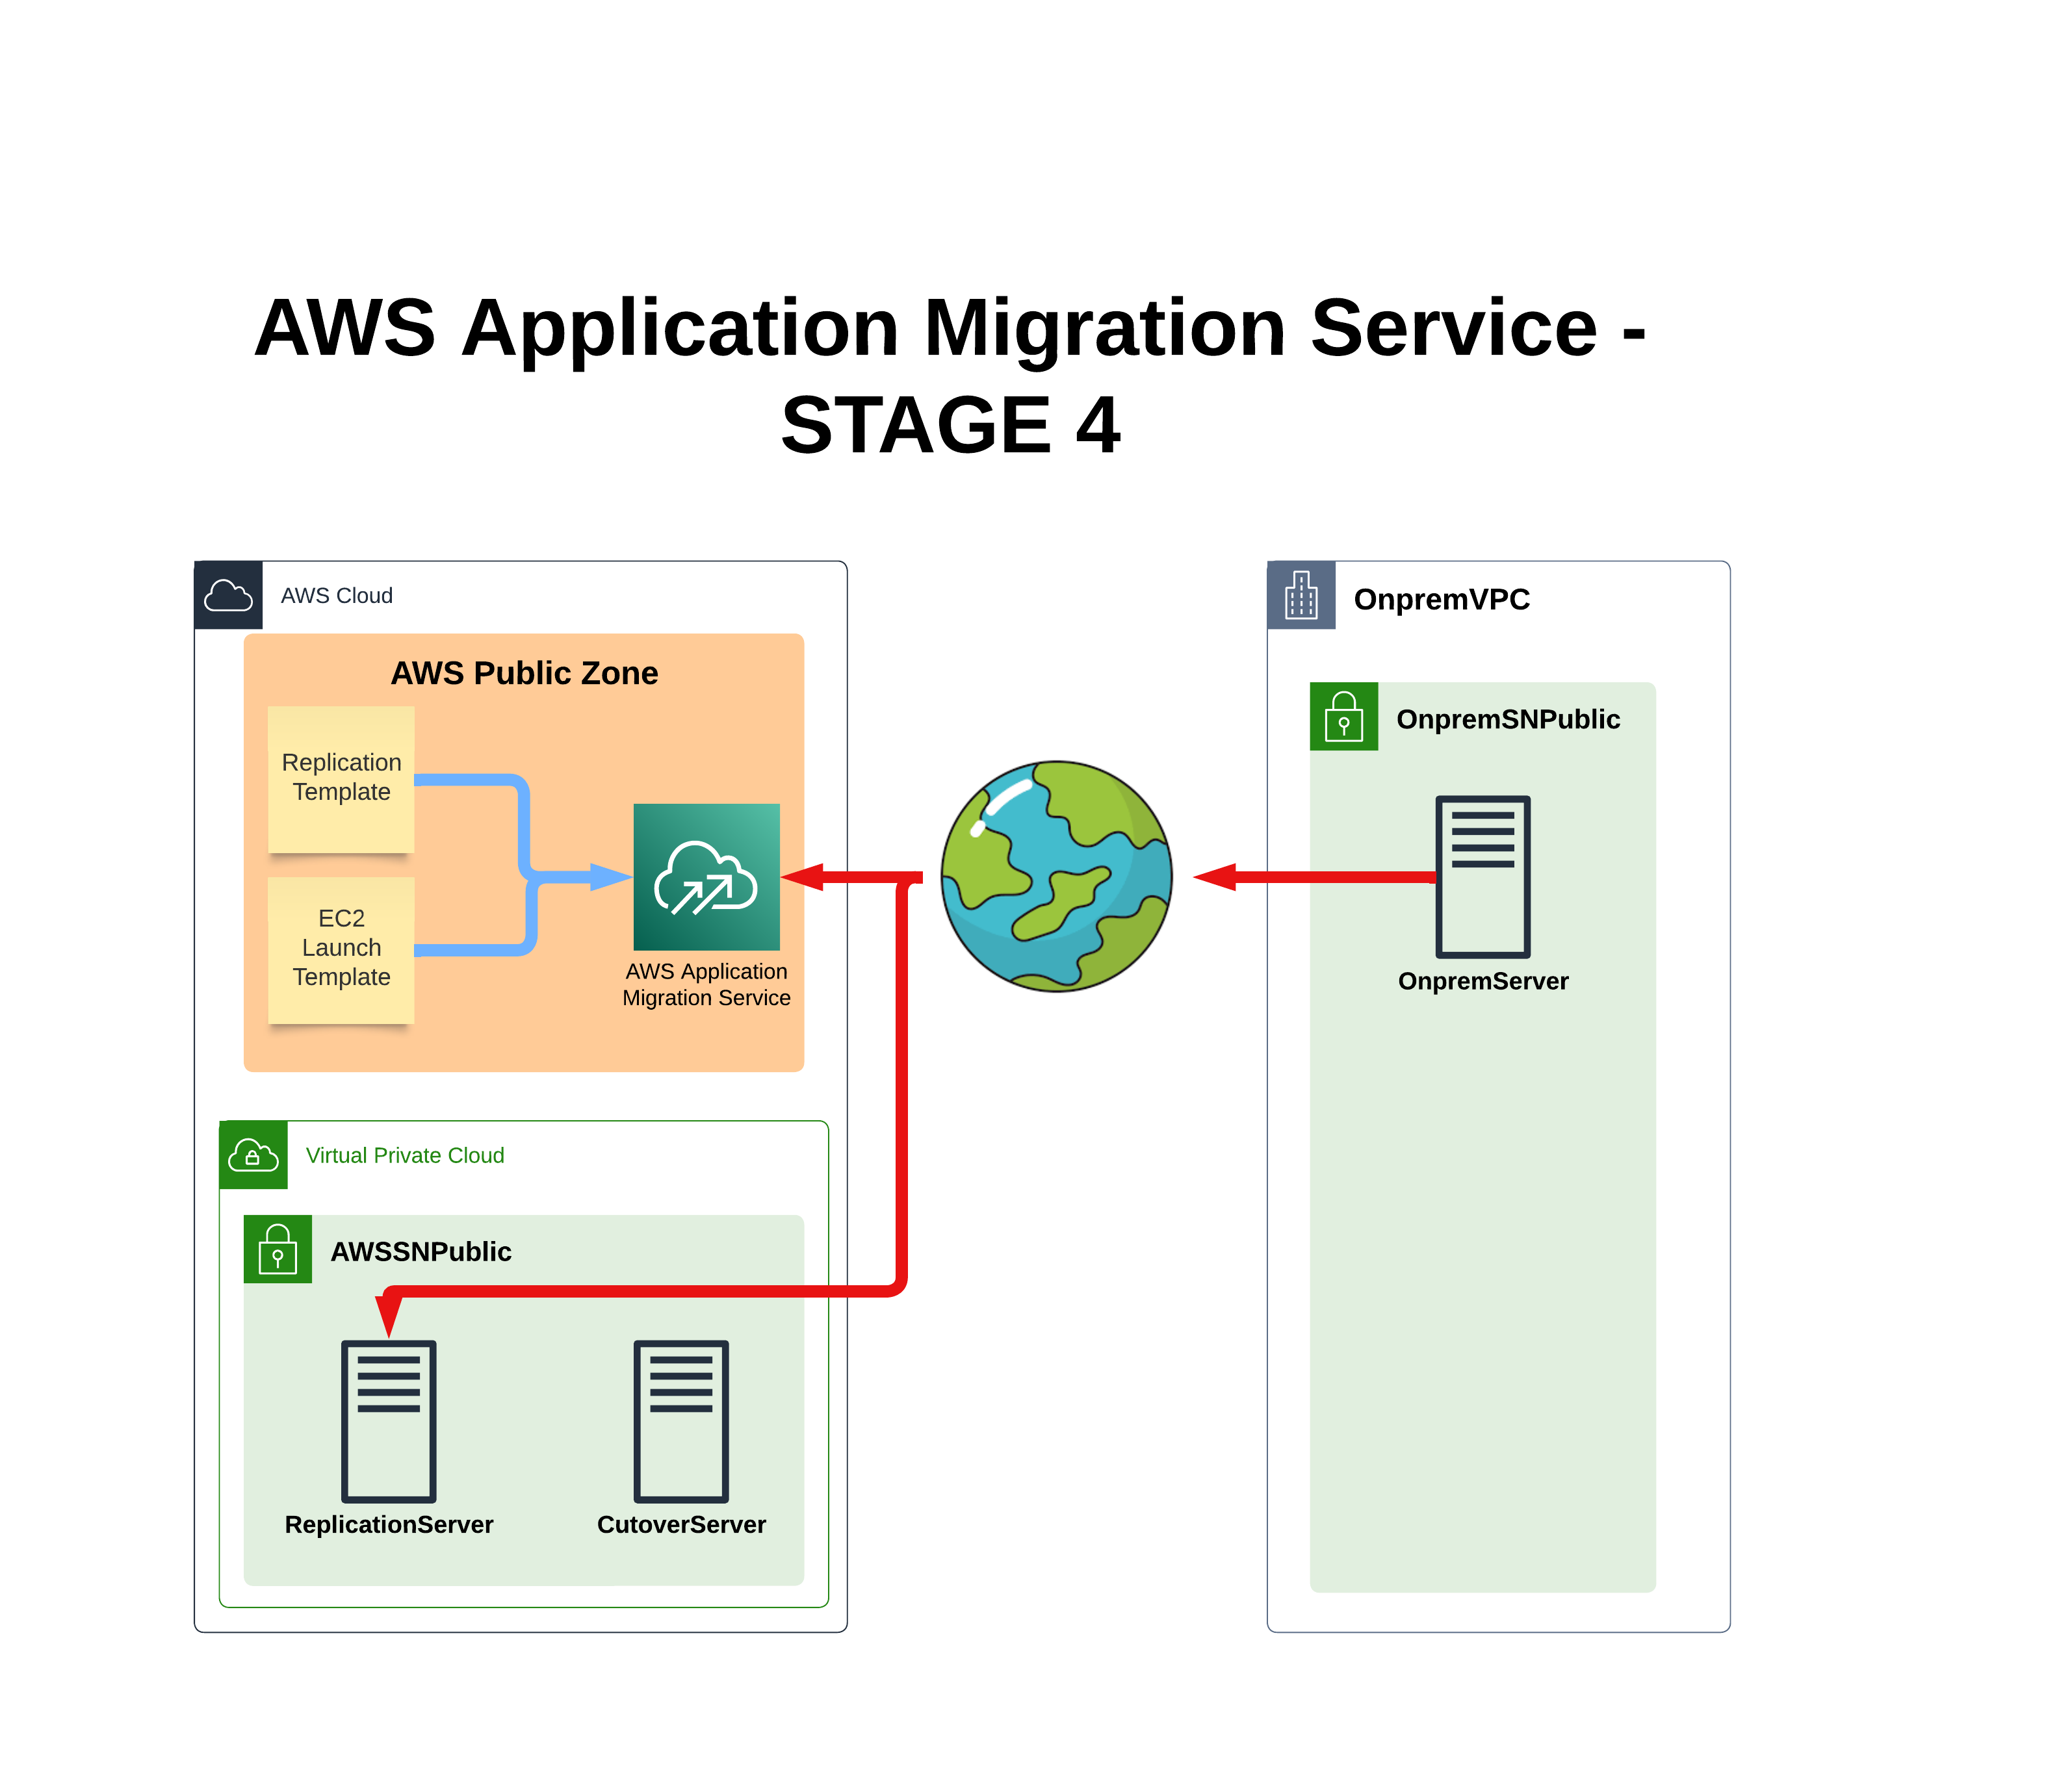 AWS Application Migration Service -
STAGE 4
AWS Cloud
AWS Public Zone
Replication
Template
EC2
Launch
Template
AWS Application
Migration Service
Virtual Private Cloud
AWSSNPublic
ReplicationServer
CutoverServer
OnpremVPC
OnpremSNPublic
OnpremServer